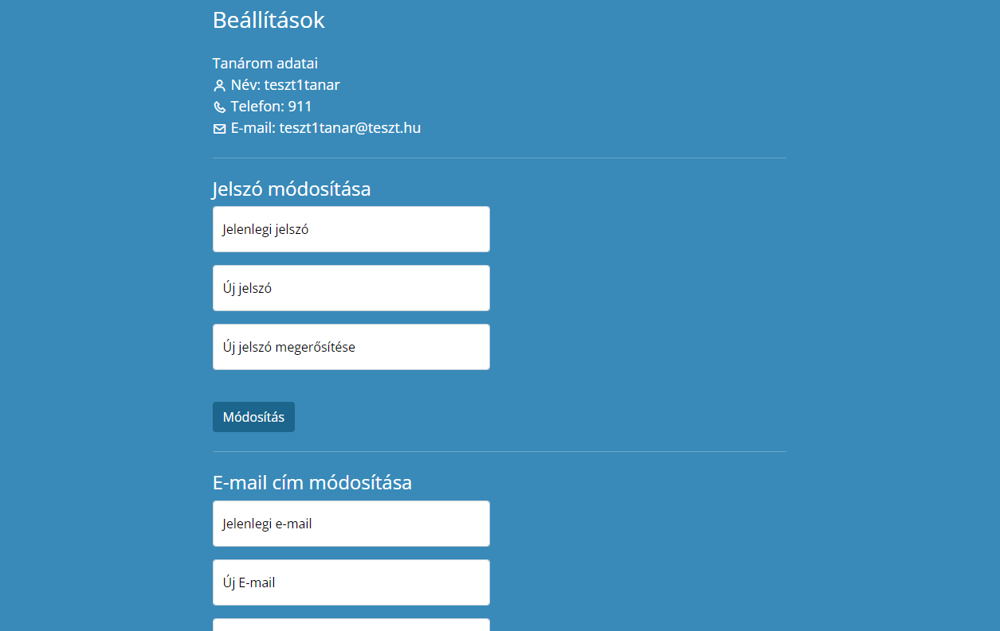 Beállítások
Tanárom adatai
Név: teszt1tanar
Telefon: 911
E-mail: teszt1tanar@teszt.hu
Jelszó módosítása
Jelenlegi jelszó
Új jelszó
Új jelszó megerősítése
Módosítás
E-mail cím módosítása
Jelenlegi e-mail
Új E-mail